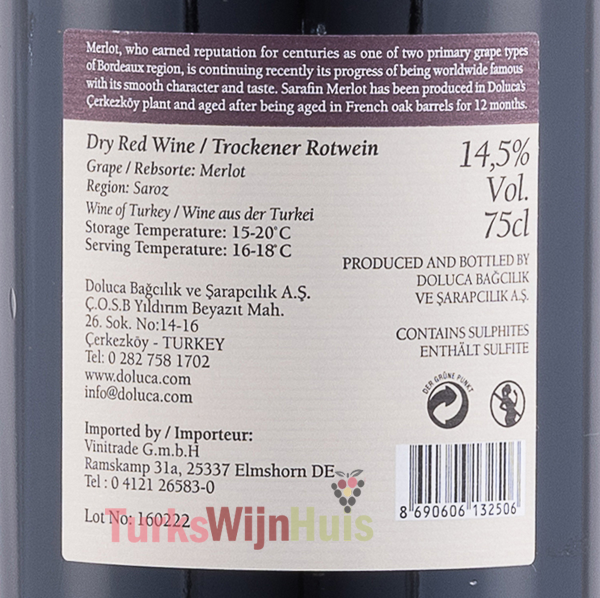 Merlot, who earned reputation for centuries as one of two primary grape types
of Bordeaux region, is continuing recently its progress of being worldwide famous
with its smooth character and taste. Sarafin Merlot has been produced in Doluca's
Çerkezköy plant and aged after being aged in French oak barrels for 12 months.
Dry Red Wine / Trockener Rotwein
Grape / Rebsorte: Merlot
Region: Saroz
Wine of Turkey / Wine aus der Turkei
Storage Temperature: 15-20°C
Serving Temperature: 16-18°C
14,5%
Vol.
75cl
PRODUCED AND BOTTLED BY
DOLUCA BAĞCILIK
VE ŞARAPCILIK A.Ş.
Doluca Bağcılık ve Şarapcılık A.Ş.
Ç.O.S.B Yıldırım Beyazıt Mah.
26. Sok. No:14-16
Çerkezköy - TURKEY
Tel: 0 282 758 1702
www.doluca.com
info@doluca.com
CONTAINS SULPHITES
ENTHÄLT SULFITE
DER GRÜNE PUNKT
Imported by / Importeur:
Vinitrade G.m.b.H
Ramskamp 31a, 25337 Elmshorn DE
Tel : 0 4121 26583-0
Lot No: 160222
8 690606 132506
TurksWijnHuis